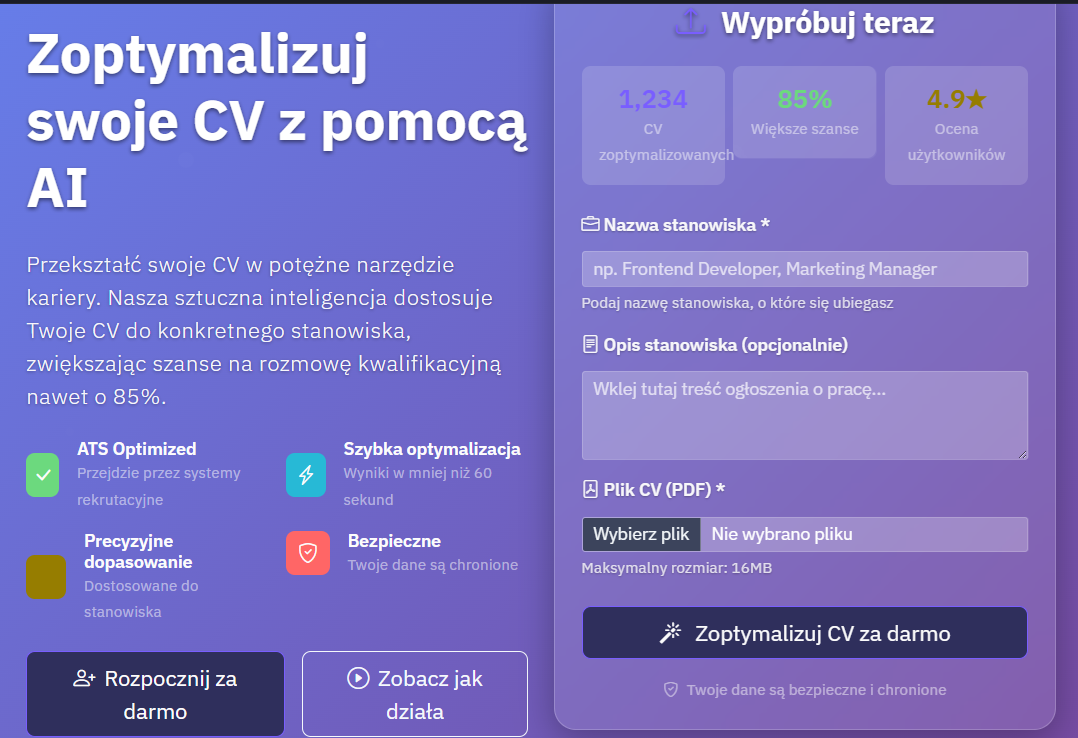 Zoptymalizuj
swoje CV z pomocą
AI
Przekształć swoje CV w potężne narzędzie
kariery. Nasza sztuczna inteligencja dostosuje
Twoje CV do konkretnego stanowiska,
zwiększając szanse na rozmowę kwalifikacyjną
nawet o 85%.
ATS Optimized
Przejdzie przez systemy
rekrutacyjne
Szybka optymalizacja
Wyniki w mniej niż 60
sekund
Precyzyjne
dopasowanie
Dostosowane do
stanowiska
Bezpieczne
Twoje dane są chronione
Rozpocznij za
darmo
Zobacz jak
działa
Wypróbuj teraz
1,234
CV
zoptymalizowanych
85%
Większe szanse
4.9★
Ocena
użytkowników
Nazwa stanowiska *
np. Frontend Developer, Marketing Manager
Podaj nazwę stanowiska, o które się ubiegasz
Opis stanowiska (opcjonalnie)
Wklej tutaj treść ogłoszenia o pracę...
Plik CV (PDF) *
Wybierz plik Nie wybrano pliku
Maksymalny rozmiar: 16MB
Zoptymalizuj CV za darmo
Twoje dane są bezpieczne i chronione